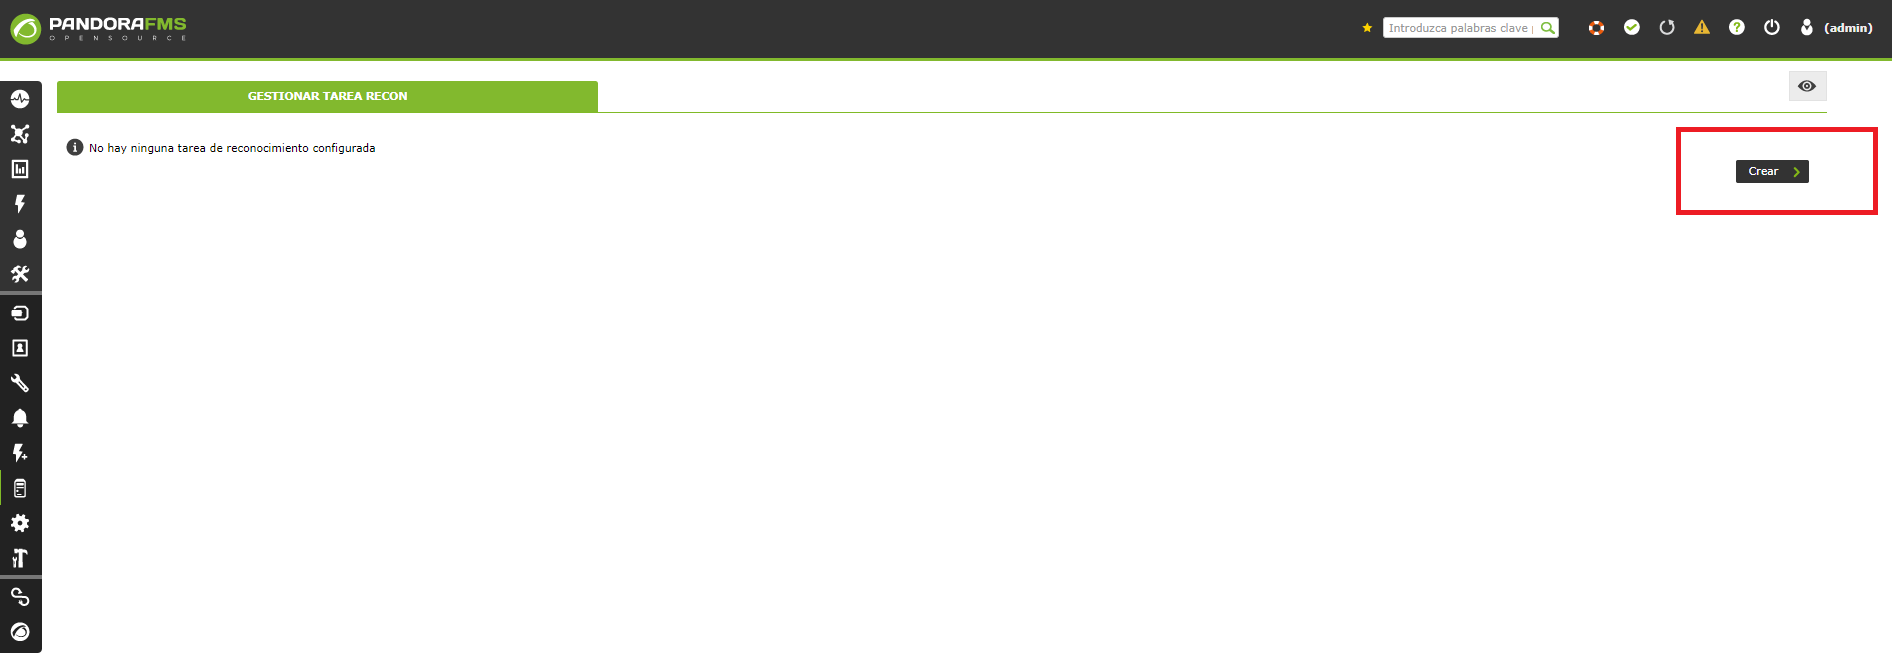 PANDORAFMS
OPENSOURCE
Introduzca palabras clave p
(admin)
GESTIONAR TAREA RECON
No hay ninguna tarea de reconocimiento configurada
Crear